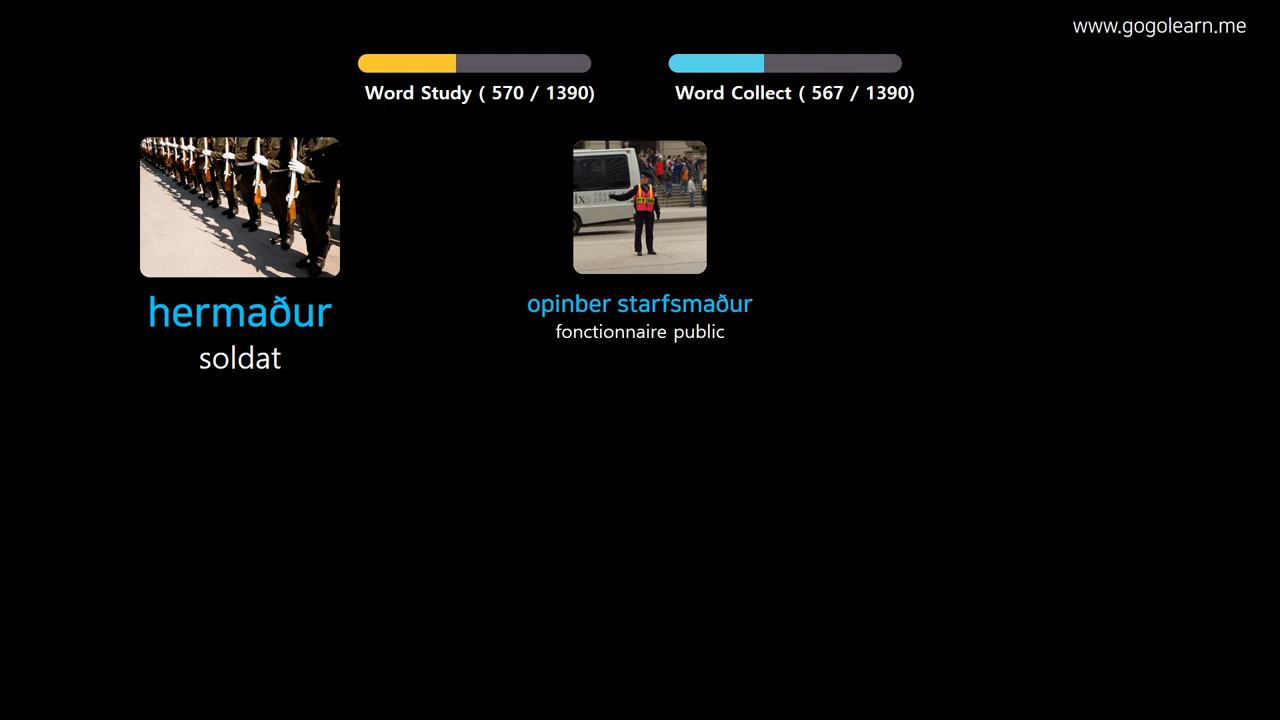 www.gogolearn.me
Word Study ( 570 / 1390)
Word Collect ( 567 / 1390)
hermaður
soldat
opinber starfsmaður
fonctionnaire public